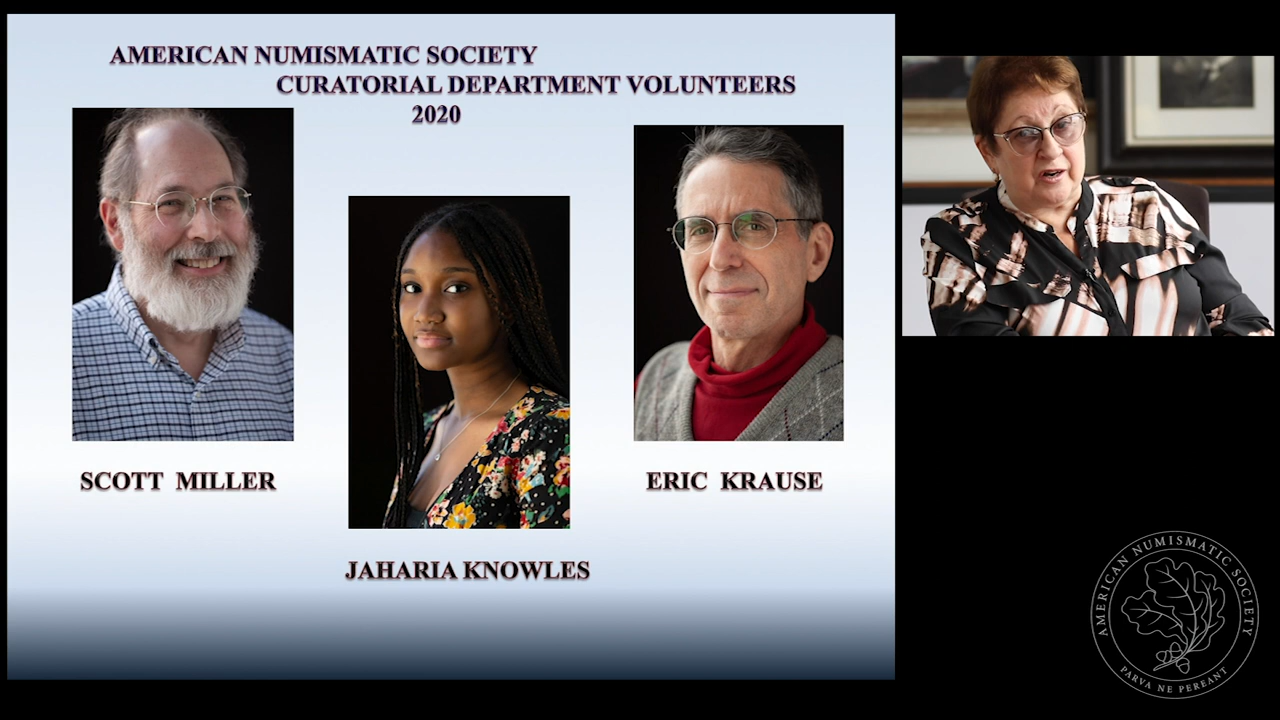 AMERICAN NUMISMATIC SOCIETY
CURATORIAL DEPARTMENT VOLUNTEERS
2020
SCOTT MILLER
ERIC KRAUSE
JAHARIA KNOWLES
AMERICAN NUMISMATIC SOCIETY
PARVA NE PEREANT